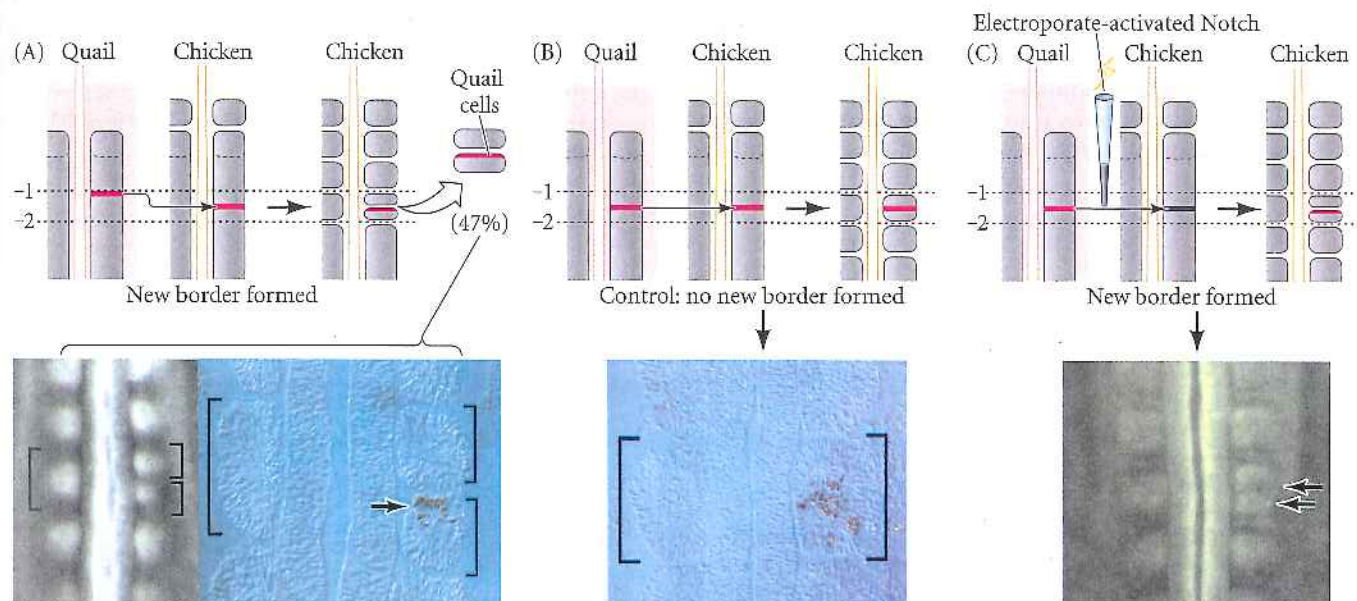 Electroporate-activated Notch
(A) Quail Chicken Chicken
Quail
cells
(B) Quail Chicken Chicken
(C) Quail Chicken Chicken
–1
–2
(47%)
–1
–2
–1
–2
New border formed
Control: no new border formed
New border formed